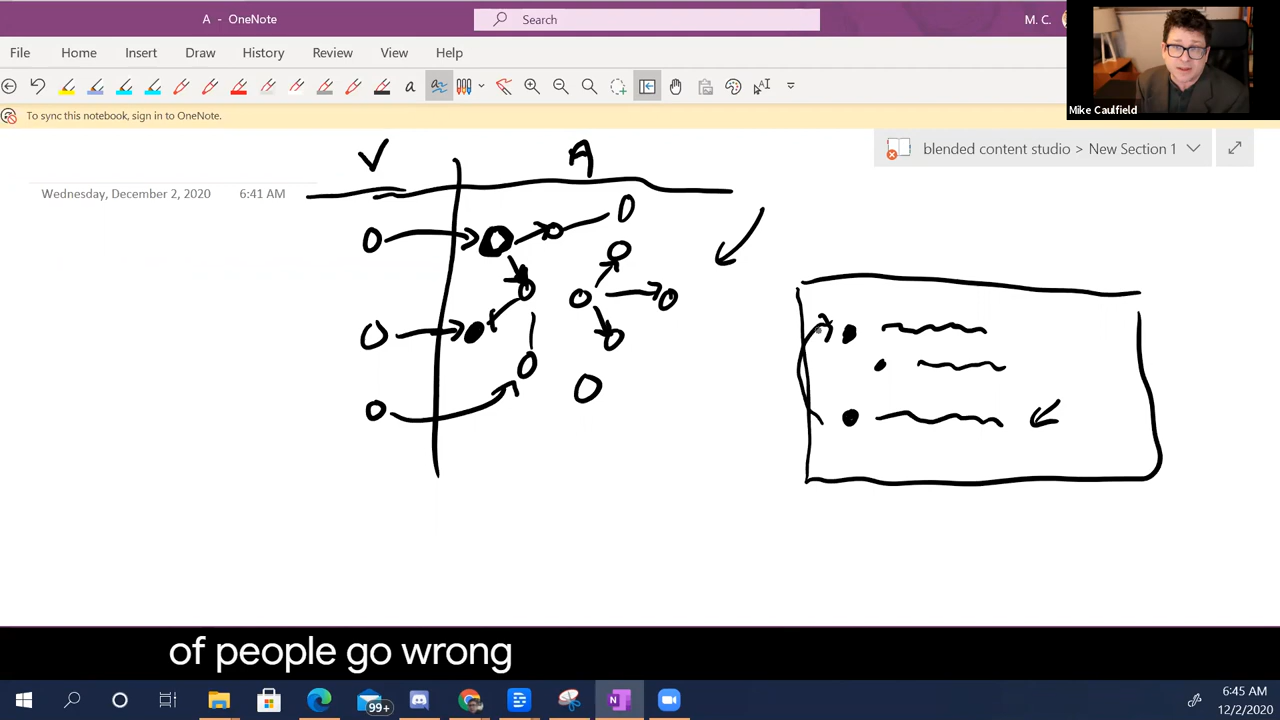 A - OneNote
Search
M. C.
File Home Insert Draw History Review View Help
a
To sync this notebook, sign in to OneNote.
Mike Caulfield
blended content studio > New Section 1
Wednesday, December 2, 2020 6:41 AM
V A
of people go wrong
99+
6:45 AM
12/2/2020